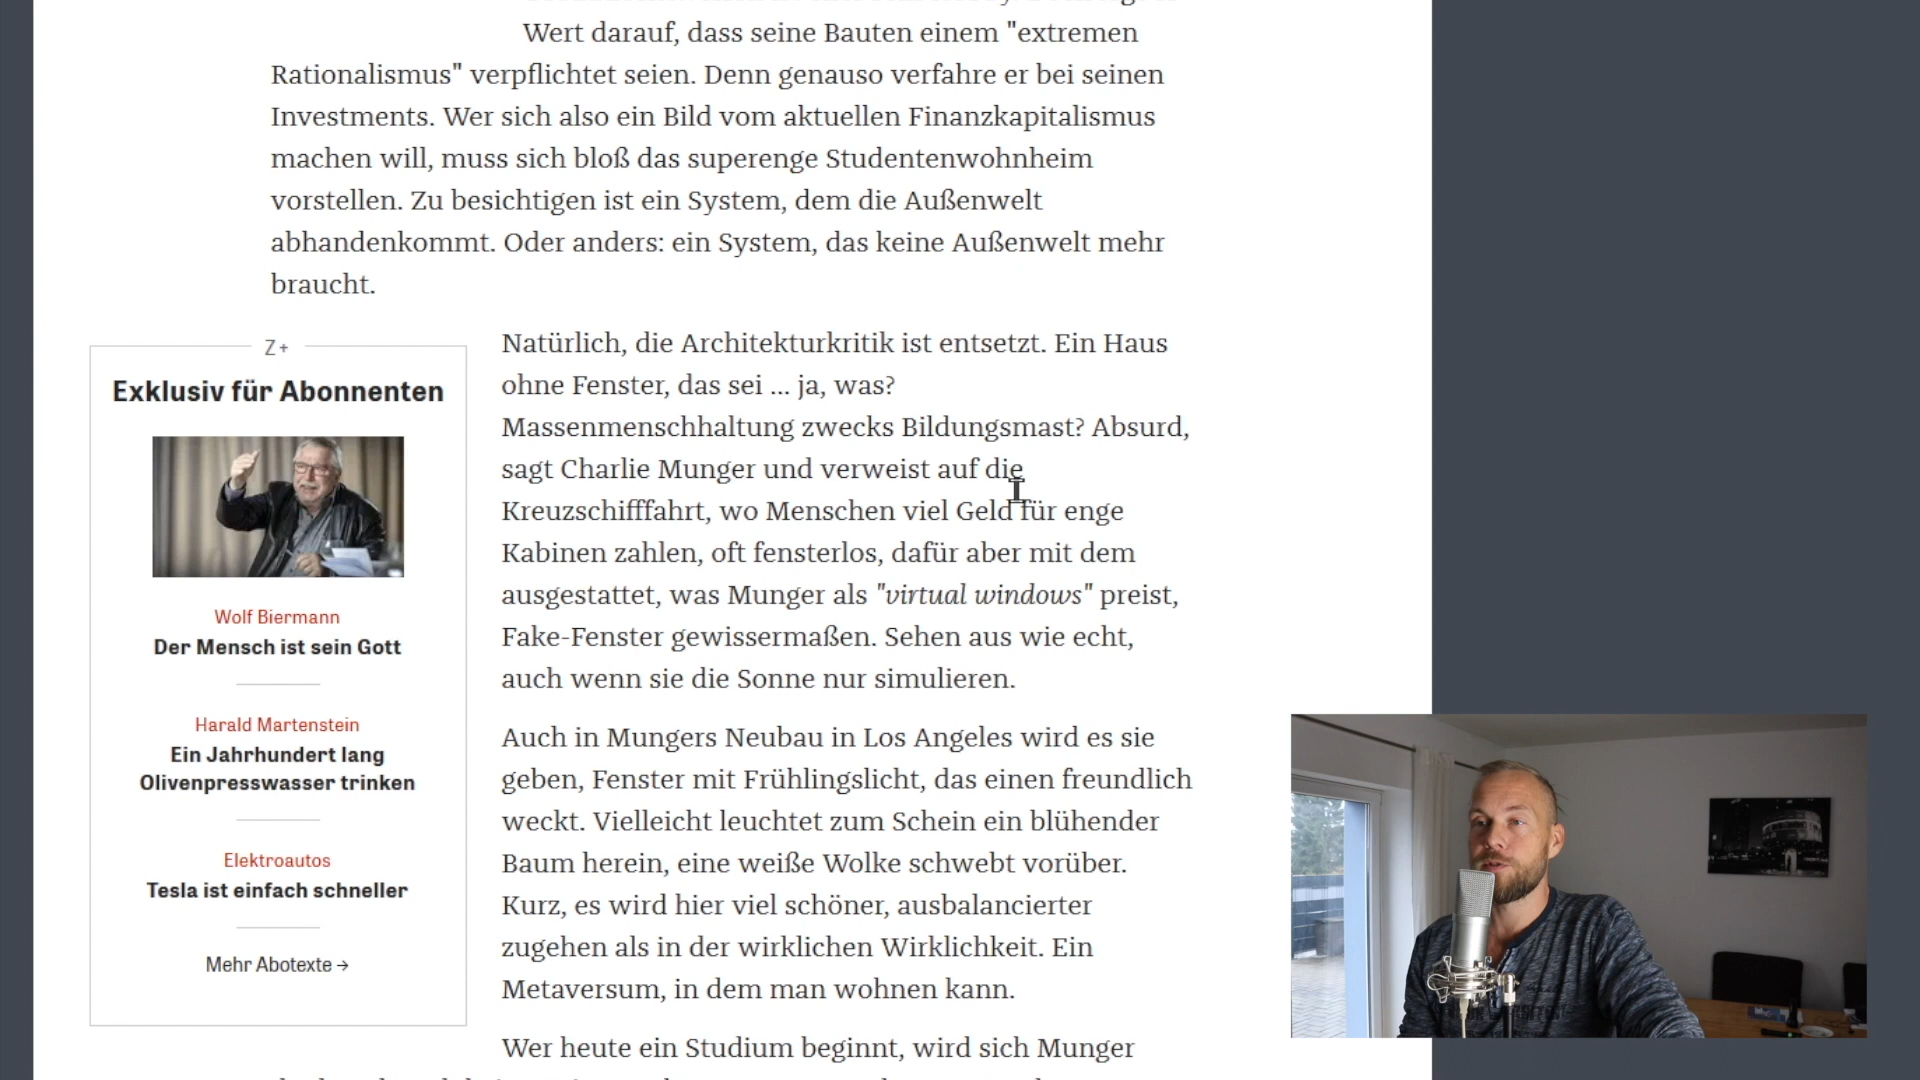 Wert darauf, dass seine Bauten einem "extremen
Rationalismus" verpflichtet seien. Denn genauso verfahre er bei seinen
Investments. Wer sich also ein Bild vom aktuellen Finanzkapitalismus
machen will, muss sich bloß das superenge Studentenwohnheim
vorstellen. Zu besichtigen ist ein System, dem die Außenwelt
abhandenkommt. Oder anders: ein System, das keine Außenwelt mehr
braucht.
Z+
Exklusiv für Abonnenten
Wolf Biermann
Der Mensch ist sein Gott
Harald Martenstein
Ein Jahrhundert lang
Olivenpresswasser trinken
Elektroautos
Tesla ist einfach schneller
Mehr Abotexte →
Natürlich, die Architekturkritik ist entsetzt. Ein Haus
ohne Fenster, das sei ... ja, was?
Massenmenschhaltung zwecks Bildungsmast? Absurd,
sagt Charlie Munger und verweist auf die
Kreuzschifffahrt, wo Menschen viel Geld für enge
Kabinen zahlen, oft fensterlos, dafür aber mit dem
ausgestattet, was Munger als "virtual windows" preist,
Fake-Fenster gewissermaßen. Sehen aus wie echt,
auch wenn sie die Sonne nur simulieren.
Auch in Mungers Neubau in Los Angeles wird es sie
geben, Fenster mit Frühlingslicht, das einen freundlich
weckt. Vielleicht leuchtet zum Schein ein blühender
Baum herein, eine weiße Wolke schwebt vorüber.
Kurz, es wird hier viel schöner, ausbalancierter
zugehen als in der wirklichen Wirklichkeit. Ein
Metaversum, in dem man wohnen kann.
Wer heute ein Studium beginnt, wird sich Munger